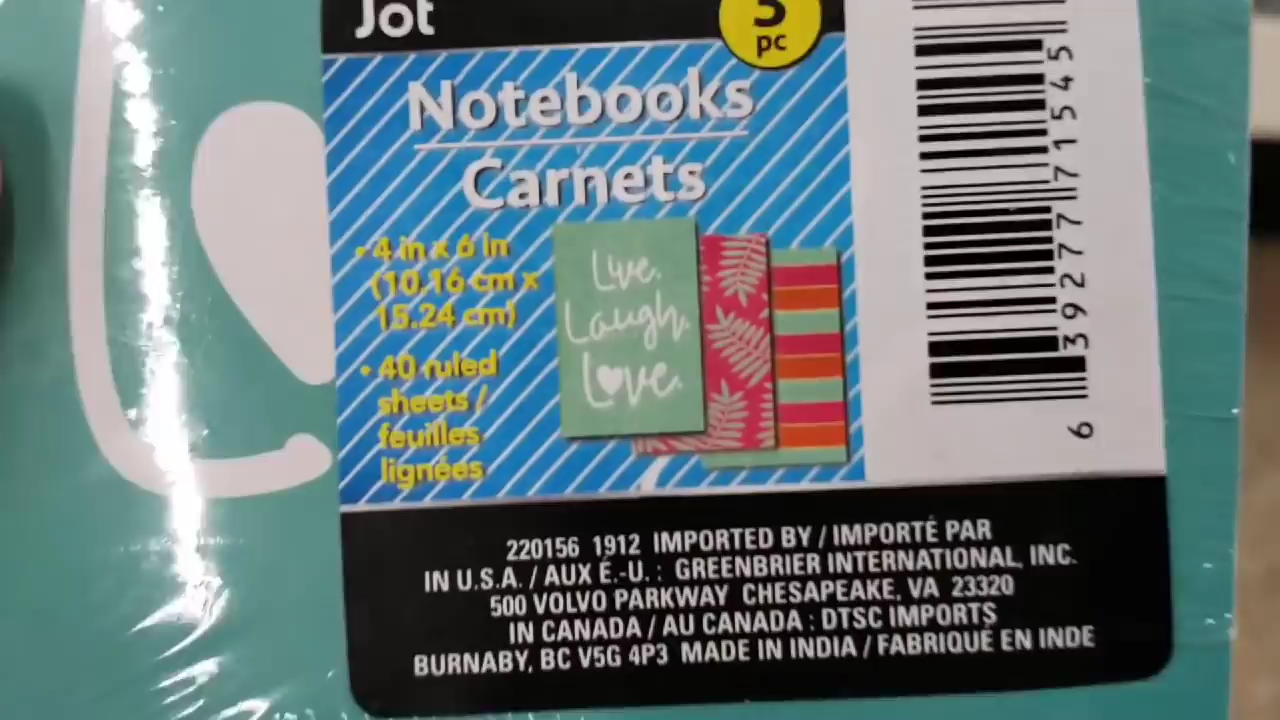 Jot
3
pc
Notebooks
Carnets
• 4 in x 6 in
(10.16 cm x
15.24 cm)
• 40 ruled
sheets /
feuilles
lignées
Live.
Laugh.
Love.
6 39277 71545
220156 1912 IMPORTED BY / IMPORTÉ PAR
IN U.S.A. / AUX É.-U. : GREENBRIER INTERNATIONAL, INC.
500 VOLVO PARKWAY CHESAPEAKE, VA 23320
IN CANADA / AU CANADA : DTSC IMPORTS
BURNABY, BC V5G 4P3 MADE IN INDIA / FABRIQUÉ EN INDE